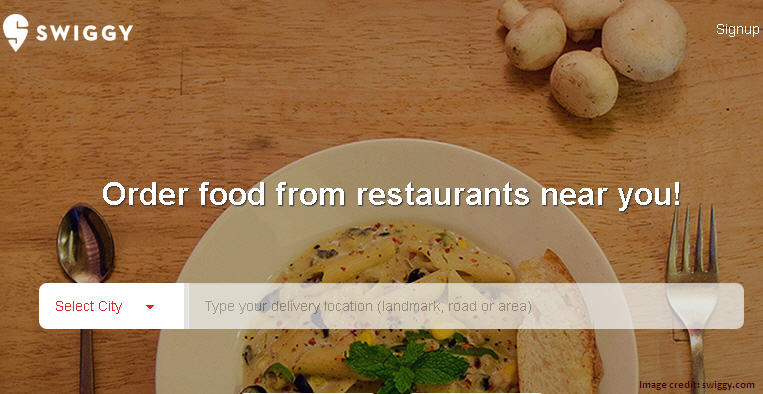 SWIGGY
Signup
Order food from restaurants near you!
Select City
Type your delivery location (landmark, road or area)
Image credit: swiggy.com